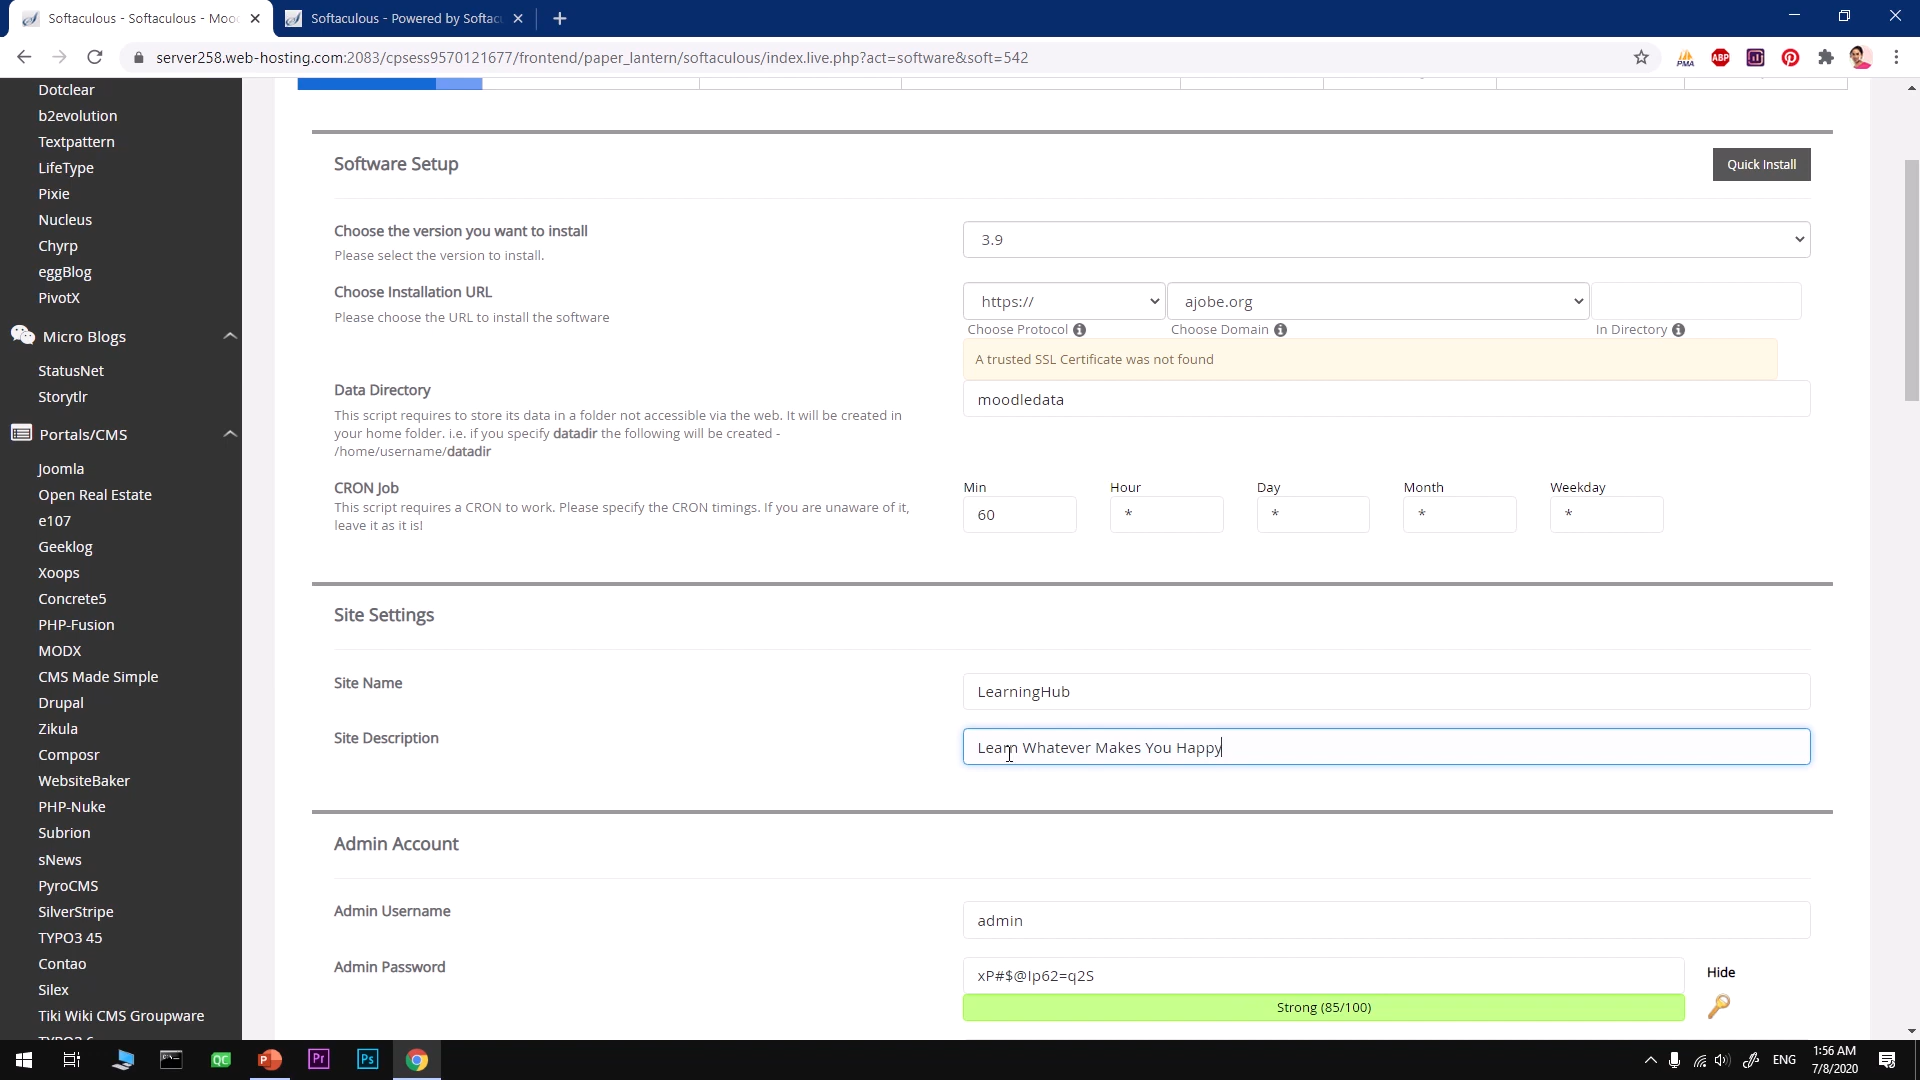 Softaculous - Softaculous - Mood
Softaculous - Powered by Softac
server258.web-hosting.com:2083/cpsess9570121677/frontend/paper_lantern/softaculous/index.live.php?act=software&soft=542
PMA
ABP
Dotclear
b2evolution
Textpattern
LifeType
Pixie
Nucleus
Chyrp
eggBlog
PivotX
Micro Blogs
StatusNet
Storytlr
Portals/CMS
Joomla
Open Real Estate
e107
Geeklog
Xoops
Concrete5
PHP-Fusion
MODX
CMS Made Simple
Drupal
Zikula
Composr
WebsiteBaker
PHP-Nuke
Subrion
sNews
PyroCMS
SilverStripe
TYPO3 45
Contao
Silex
Tiki Wiki CMS Groupware
Software Setup
Quick Install
Choose the version you want to install
Please select the version to install.
3.9
Choose Installation URL
Please choose the URL to install the software
https://
ajobe.org
Choose Protocol
Choose Domain
In Directory
A trusted SSL Certificate was not found
Data Directory
This script requires to store its data in a folder not accessible via the web. It will be created in
your home folder. i.e. if you specify datadir the following will be created -
/home/username/datadir
moodledata
CRON Job
This script requires a CRON to work. Please specify the CRON timings. If you are unaware of it,
leave it as it is!
Min
Hour
Day
Month
Weekday
60
*
*
*
*
Site Settings
Site Name
LearningHub
Site Description
Learn Whatever Makes You Happy
Admin Account
Admin Username
admin
Admin Password
xP#$@Ip62=q2S
Hide
Strong (85/100)
QC
P
Pr
Ps
ENG
1:56 AM
7/8/2020